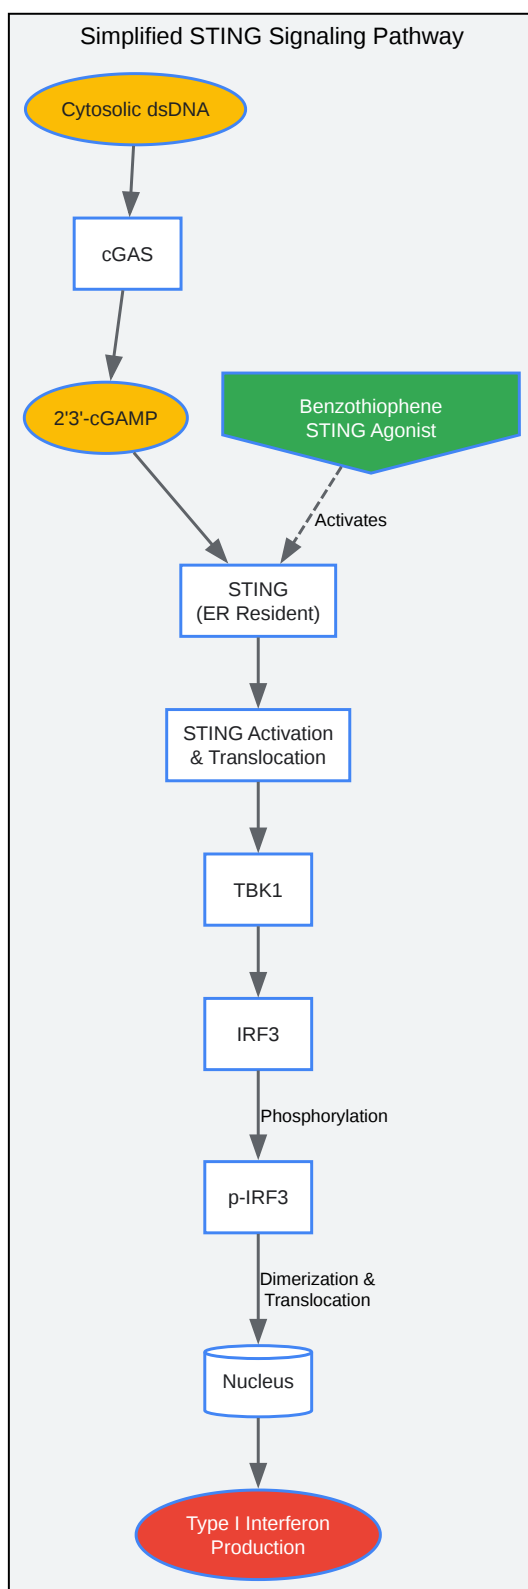 Simplified STING Signaling Pathway
Cytosolic dsDNA
cGAS
2'3'-cGAMP
Benzothiophene
STING Agonist
Activates
STING
(ER Resident)
STING Activation
& Translocation
TBK1
IRF3
Phosphorylation
p-IRF3
Dimerization &
Translocation
Nucleus
Type I Interferon
Production